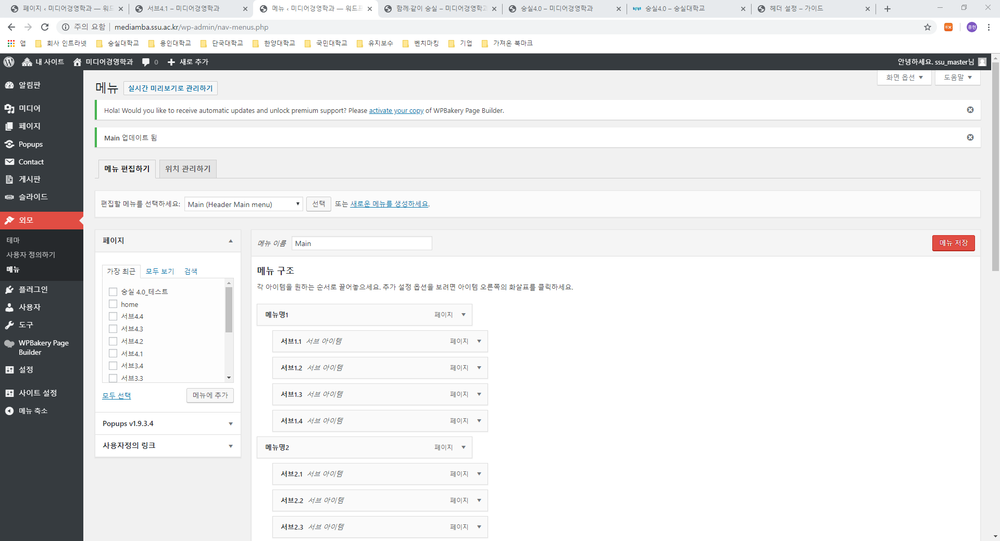 페이지 ‹ 미디어경영학과 — 워드
서브4.1 – 미디어경영학과
메뉴 ‹ 미디어경영학과 — 워드프
함께·같이 숭실 – 미디어경영학과
숭실4.0 – 미디어경영학과
숭실4.0 – 숭실대학교
헤더 설정 – 가이드
주의 요함 mediamba.ssu.ac.kr/wp-admin/nav-menus.php
종현
앱 회사 인트라넷 숭실대학교 용인대학교 단국대학교 한양대학교 국민대학교 유지보수 벤치마킹 기업 가져온 북마크
내 사이트 미디어경영학과 0 새로 추가
안녕하세요. ssu_master님
알림판
미디어
페이지
Popups
Contact
게시판
슬라이드
외모
테마
사용자 정의하기
메뉴
플러그인
사용자
도구
WPBakery Page
Builder
설정
사이트 설정
메뉴 축소
화면 옵션 도움말
메뉴 실시간 미리보기로 관리하기
Hola! Would you like to receive automatic updates and unlock premium support? Please activate your copy of WPBakery Page Builder.
Main 업데이트 됨
메뉴 편집하기 위치 관리하기
편집할 메뉴를 선택하세요: Main (Header Main menu) 선택 또는 새로운 메뉴를 생성하세요.
페이지
가장 최근 모두 보기 검색
숭실 4.0_테스트
home
서브4.4
서브4.3
서브4.2
서브4.1
서브3.4
서브3.3
모두 선택 메뉴에 추가
Popups v1.9.3.4
사용자정의 링크
메뉴 이름 Main 메뉴 저장
메뉴 구조
각 아이템을 원하는 순서로 끌어놓으세요. 추가 설정 옵션을 보려면 아이템 오른쪽의 화살표를 클릭하세요.
메뉴명1 페이지
서브1.1 서브 아이템 페이지
서브1.2 서브 아이템 페이지
서브1.3 서브 아이템 페이지
서브1.4 서브 아이템 페이지
메뉴명2 페이지
서브2.1 서브 아이템 페이지
서브2.2 서브 아이템 페이지
서브2.3 서브 아이템 페이지